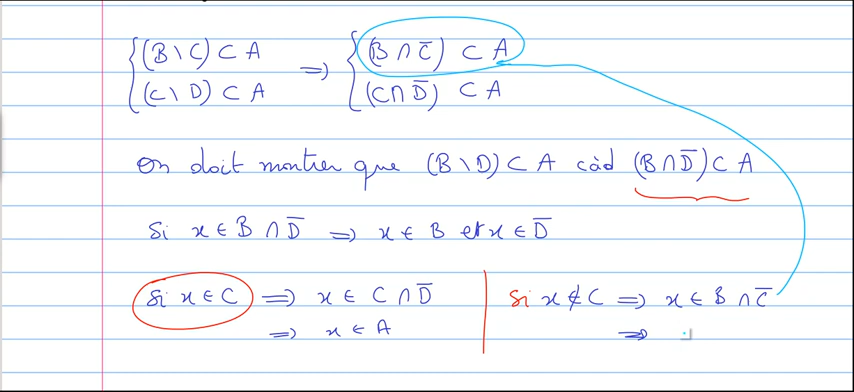 { (B \ C) ⊂ A ⟹ { (B ∩ C̅) ⊂ A
(C \ D) ⊂ A (C ∩ D̅) ⊂ A
On doit montrer que (B \ D) ⊂ A càd (B ∩ D̅) ⊂ A
Si x ∈ B ∩ D̅ ⟹ x ∈ B et x ∈ D̅
Si x ∈ C ⟹ x ∈ C ∩ D̅ | Si x ∉ C ⟹ x ∈ B ∩ C̅
⟹ x ∈ A ⟹